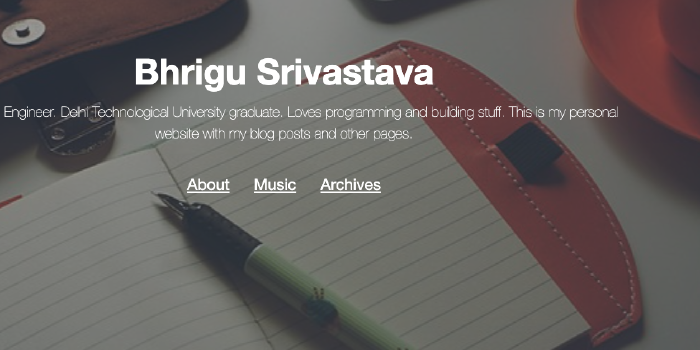 Bhrigu Srivastava
Engineer. Delhi Technological University graduate. Loves programming and building stuff. This is my personal
website with my blog posts and other pages.
About Music Archives